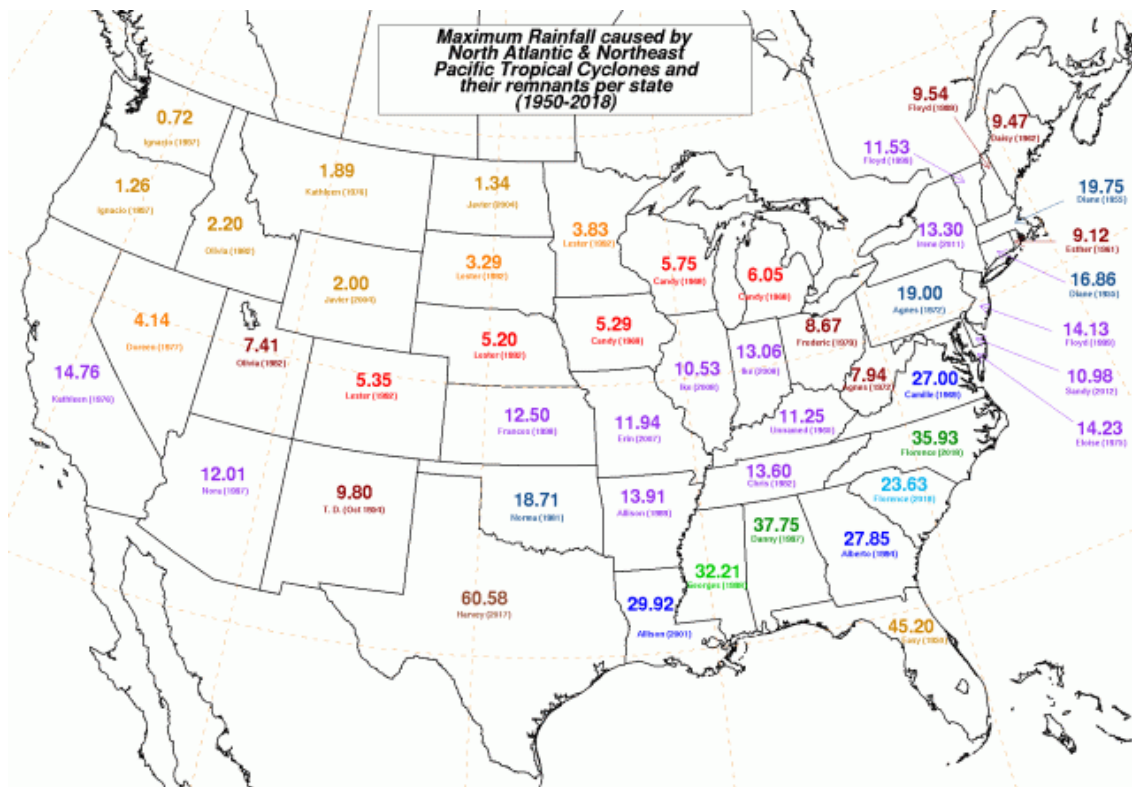 Maximum Rainfall caused by
North Atlantic & Northeast
Pacific Tropical Cyclones and
their remnants per state
(1950-2018)
0.72
Ignacio (1997)
1.26
Ignacio (1997)
2.20
Olivia (1982)
1.89
Kathleen (1976)
1.34
Javier (2004)
3.83
Lester (1992)
3.29
Lester (1992)
2.00
Javier (2004)
4.14
Doreen (1977)
7.41
Olivia (1982)
14.76
Kathleen (1976)
5.35
Lester (1992)
5.20
Lester (1992)
5.29
Candy (1968)
5.75
Candy (1968)
6.05
Candy (1968)
9.54
Floyd (1999)
9.47
Daisy (1962)
11.53
Floyd (1999)
19.75
Diane (1955)
13.30
Irene (2011)
9.12
Esther (1961)
16.86
Diane (1955)
19.00
Agnes (1972)
14.13
Floyd (1999)
10.98
Sandy (2012)
14.23
Eloise (1975)
8.67
Frederic (1979)
7.94
Agnes (1972)
27.00
Camille (1969)
10.53
Ike (2008)
13.06
Ike (2008)
11.25
Unnamed (1960)
12.50
Frances (1998)
11.94
Erin (2007)
12.01
Nora (1997)
9.80
T. D. (Oct 1954)
18.71
Norma (1981)
13.91
Allison (1989)
13.60
Chris (1982)
35.93
Florence (2018)
23.63
Florence (2018)
37.75
Danny (1997)
27.85
Alberto (1994)
32.21
Georges (1998)
60.58
Harvey (2017)
29.92
Allison (2001)
45.20
Easy (1950)